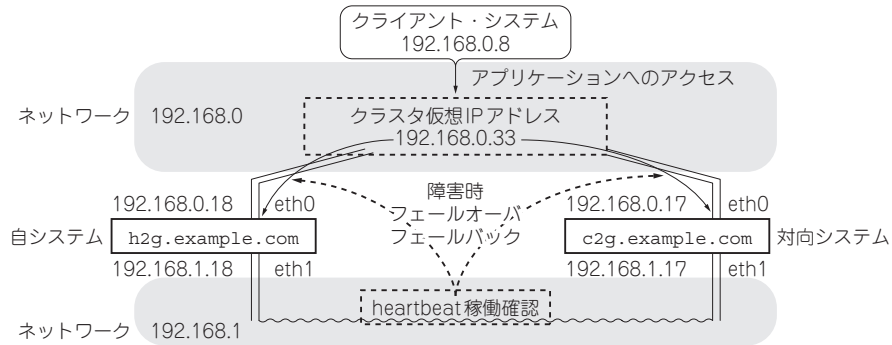 クライアント・システム
192.168.0.8
アプリケーションへのアクセス
ネットワーク 192.168.0
クラスタ仮想IPアドレス
192.168.0.33
障害時
フェールオーバ
フェールバック
192.168.0.18 eth0
192.168.0.17 eth0
自システム h2g.example.com
c2g.example.com 対向システム
192.168.1.18 eth1
192.168.1.17 eth1
heartbeat稼働確認
ネットワーク 192.168.1